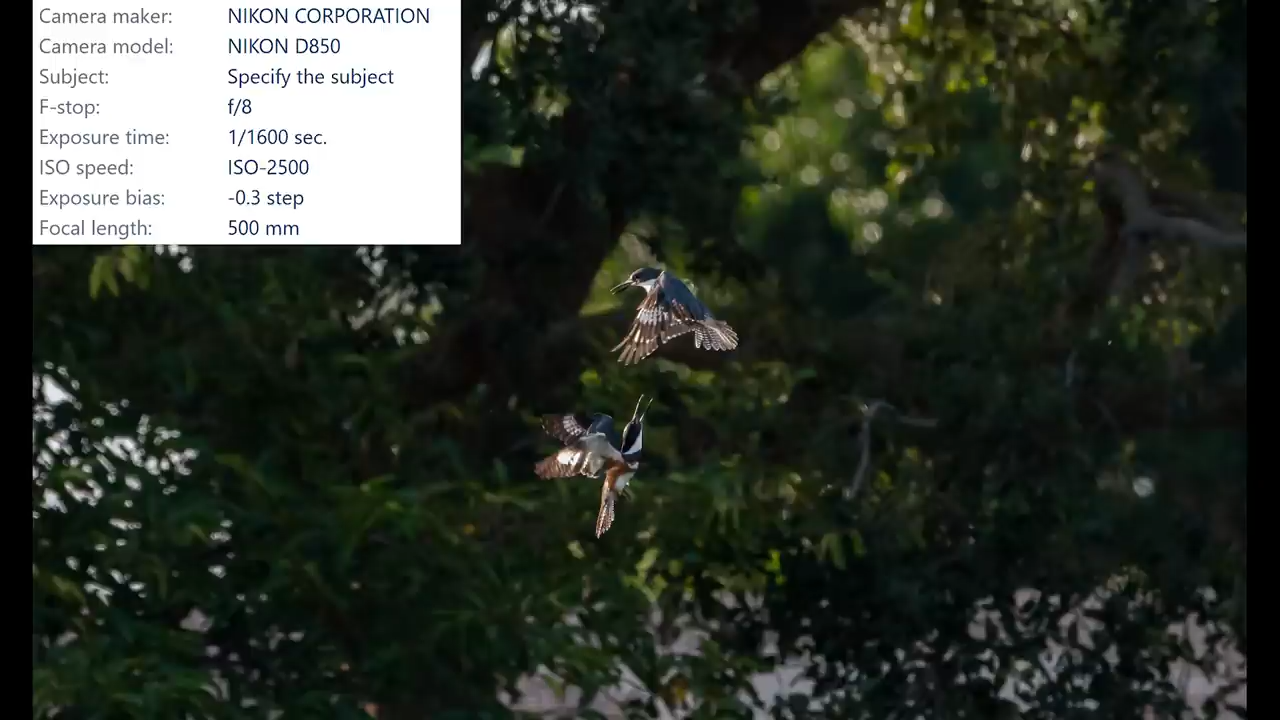 Camera maker: NIKON CORPORATION
Camera model: NIKON D850
Subject: Specify the subject
F-stop: f/8
Exposure time: 1/1600 sec.
ISO speed: ISO-2500
Exposure bias: -0.3 step
Focal length: 500 mm